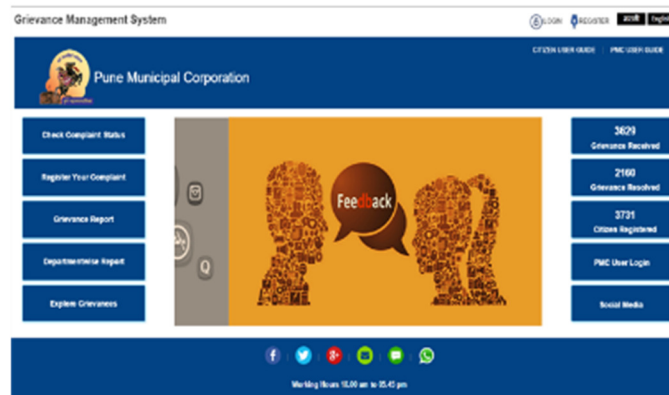 Grievance Management System
LOGIN REGISTER मराठी English
CITIZEN USER GUIDE PMC USER GUIDE
Pune Municipal Corporation
Check Complaint Status
Register Your Complaint
Grievance Report
Departmentwise Report
Explore Grievances
Feedback
Q
3629
Grievance Received
2160
Grievance Resolved
3731
Citizen Registered
PMC User Login
Social Media
Working Hours 10.00 am to 05.45 pm